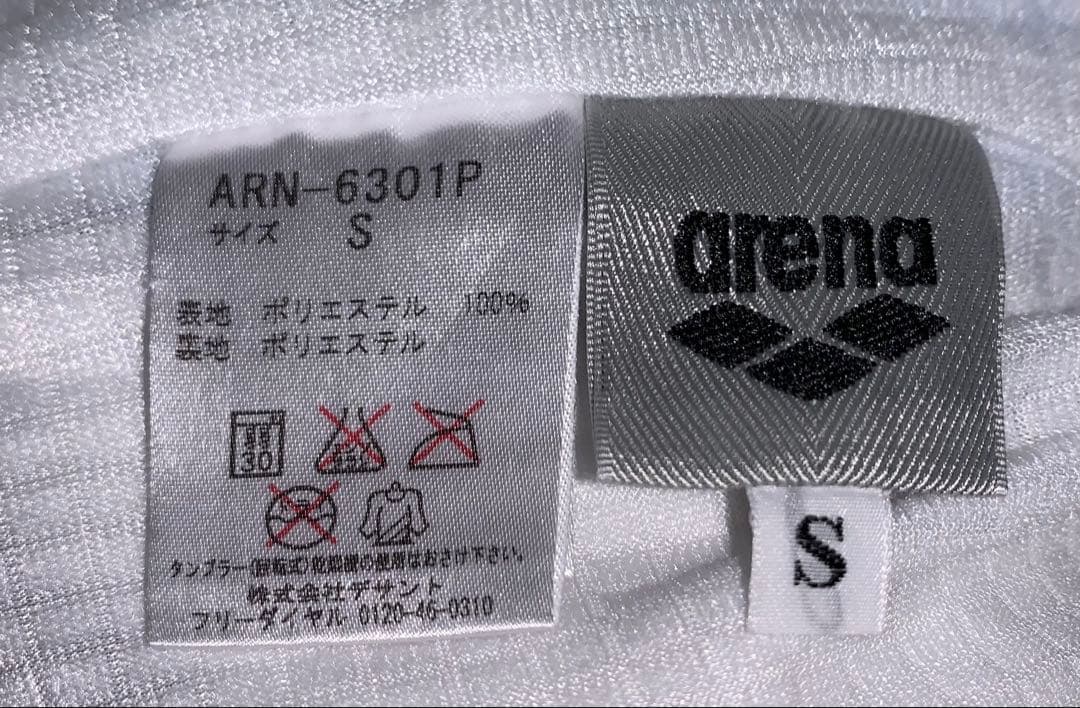 ARN-6301P
サイズ S
表地 ポリエステル 100%
裏地 ポリエステル
30
タンブラー(回転式)乾燥機の使用はおさけ下さい。
株式会社デサント
フリーダイヤル 0120-46-0310
arena
S